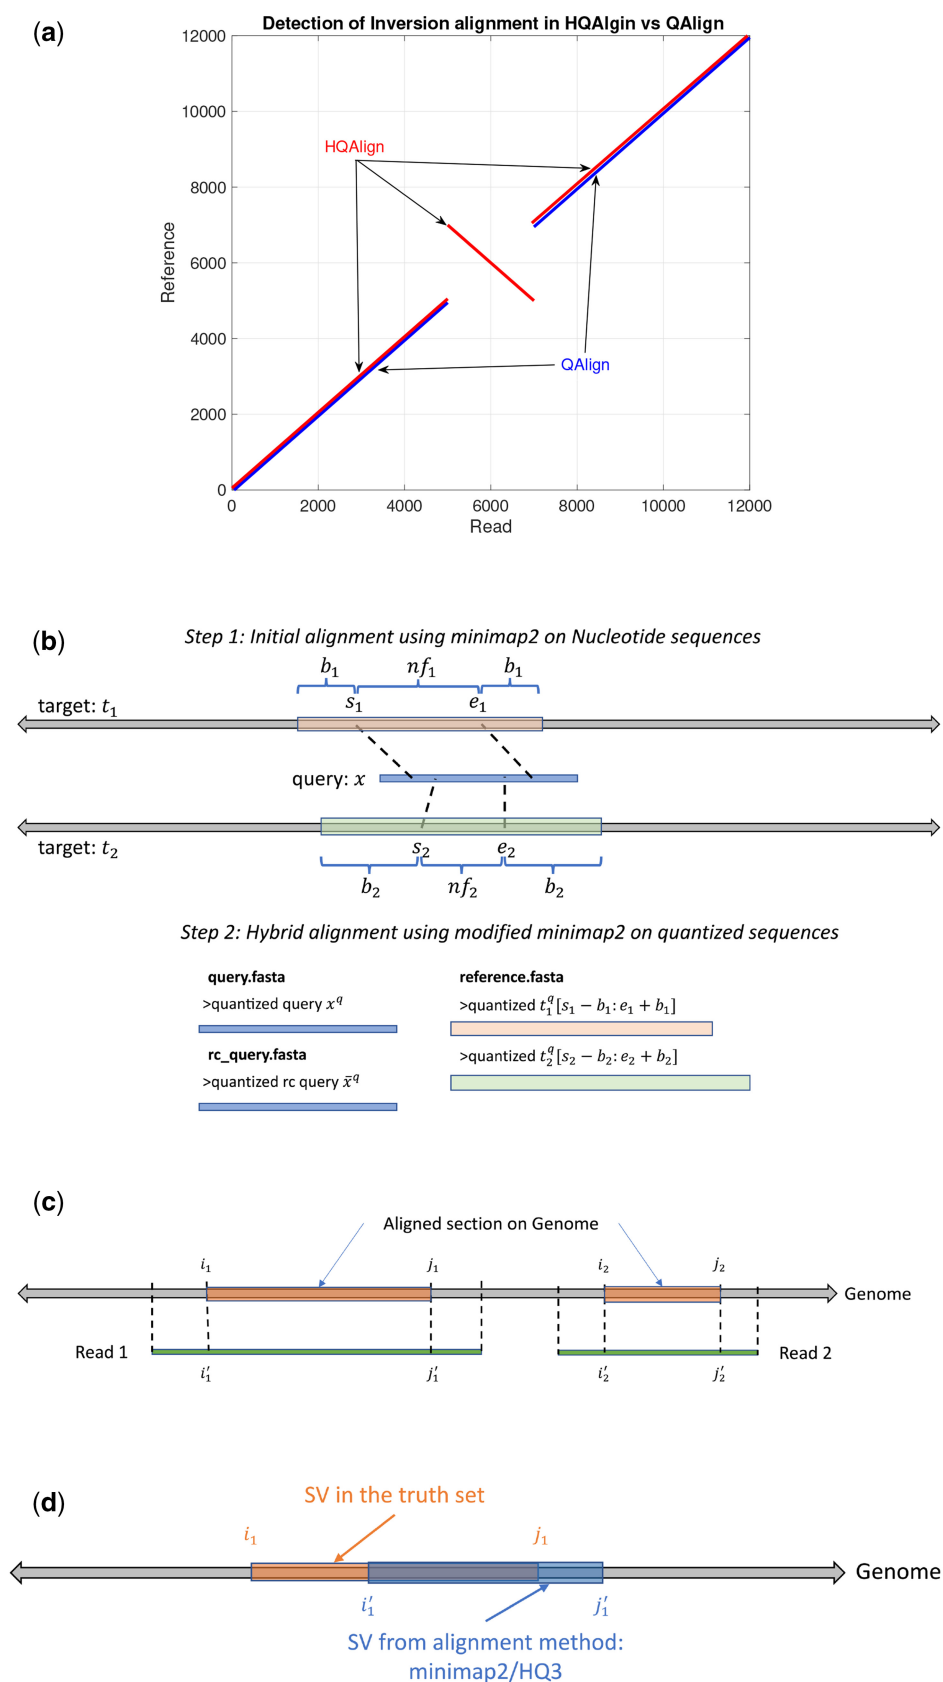 (a)
Detection of Inversion alignment in HQAlgin vs QAlign
12000
10000
8000
6000
4000
2000
0
Reference
HQAlign
QAlign
0 2000 4000 6000 8000 10000 12000
Read
(b)
Step 1: Initial alignment using minimap2 on Nucleotide sequences
b₁ nf₁ b₁
s₁ e₁
target: t₁
query: x
target: t₂
s₂ e₂
b₂ nf₂ b₂
Step 2: Hybrid alignment using modified minimap2 on quantized sequences
query.fasta reference.fasta
>quantized query x^q >quantized t₁^q[s₁ − b₁: e₁ + b₁]
rc_query.fasta >quantized t₂^q[s₂ − b₂: e₂ + b₂]
>quantized rc query x̄^q
(c)
Aligned section on Genome
i₁ j₁ i₂ j₂
Genome
Read 1 Read 2
i₁′ j₁′ i₂′ j₂′
(d)
SV in the truth set
i₁ j₁
Genome
i₁′ j₁′
SV from alignment method:
minimap2/HQ3